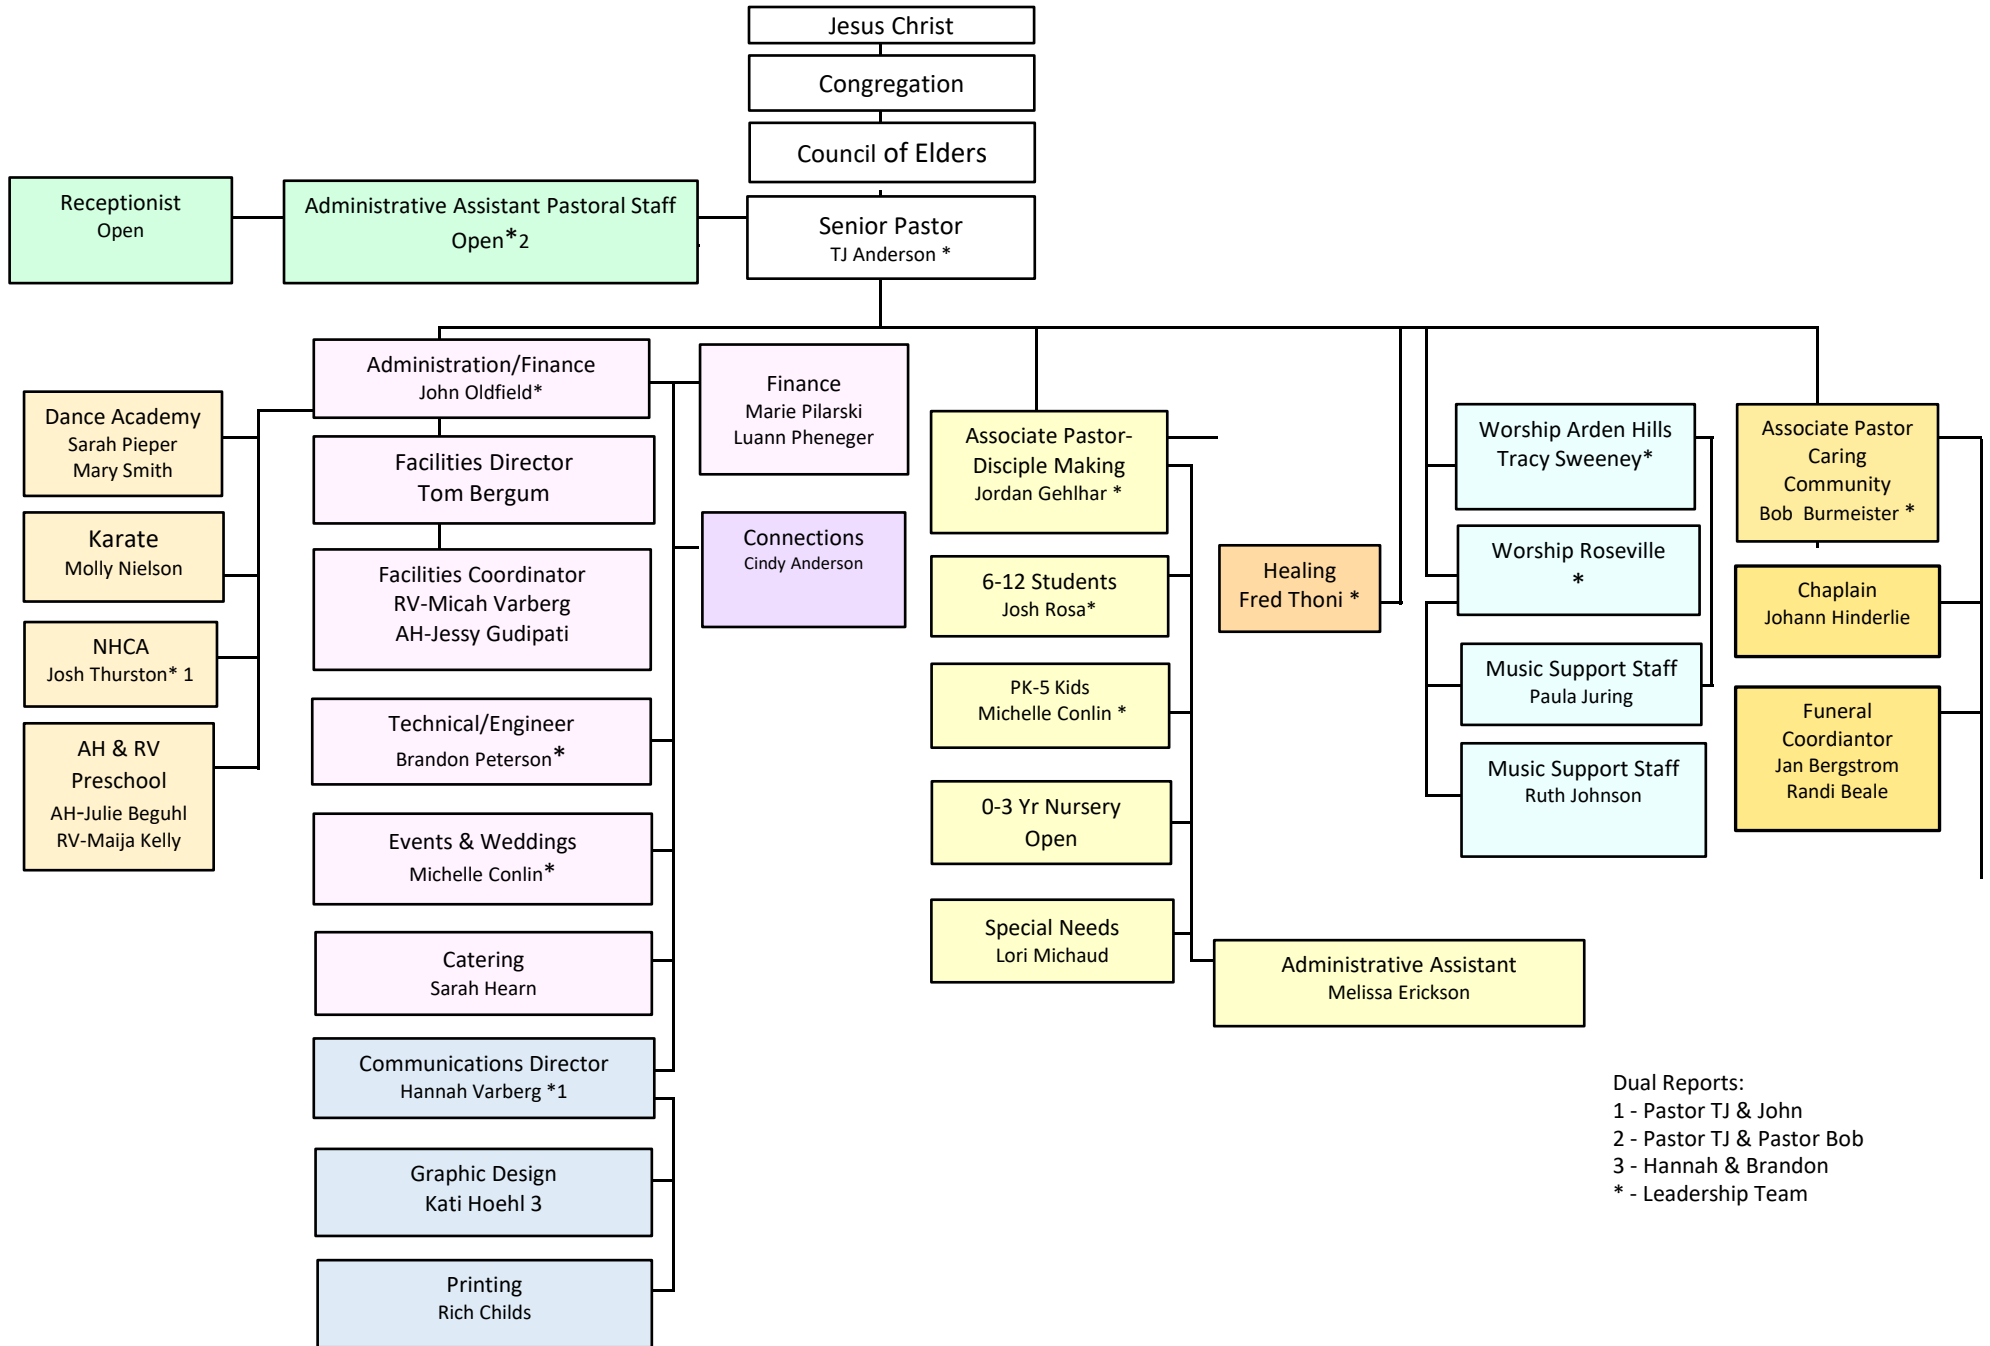 Jesus Christ
Congregation
Council of Elders
Senior Pastor
TJ Anderson *
Receptionist
Open
Administrative Assistant Pastoral Staff
Open*2
Administration/Finance
John Oldfield*
Finance
Marie Pilarski
Luann Pheneger
Dance Academy
Sarah Pieper
Mary Smith
Karate
Molly Nielson
NHCA
Josh Thurston* 1
AH & RV
Preschool
AH-Julie Beguhl
RV-Maija Kelly
Facilities Director
Tom Bergum
Facilities Coordinator
RV-Micah Varberg
AH-Jessy Gudipati
Connections
Cindy Anderson
Technical/Engineer
Brandon Peterson*
Events & Weddings
Michelle Conlin*
Catering
Sarah Hearn
Communications Director
Hannah Varberg *1
Graphic Design
Kati Hoehl 3
Printing
Rich Childs
Associate Pastor-
Disciple Making
Jordan Gehlhar *
6-12 Students
Josh Rosa*
PK-5 Kids
Michelle Conlin *
0-3 Yr Nursery
Open
Special Needs
Lori Michaud
Administrative Assistant
Melissa Erickson
Healing
Fred Thoni *
Worship Arden Hills
Tracy Sweeney*
Worship Roseville
*
Music Support Staff
Paula Juring
Music Support Staff
Ruth Johnson
Associate Pastor
Caring
Community
Bob  Burmeister *
Chaplain
Johann Hinderlie
Funeral
Coordiantor
Jan Bergstrom
Randi Beale
Dual Reports:
1 - Pastor TJ & John
2 - Pastor TJ & Pastor Bob
3 - Hannah & Brandon
* - Leadership Team